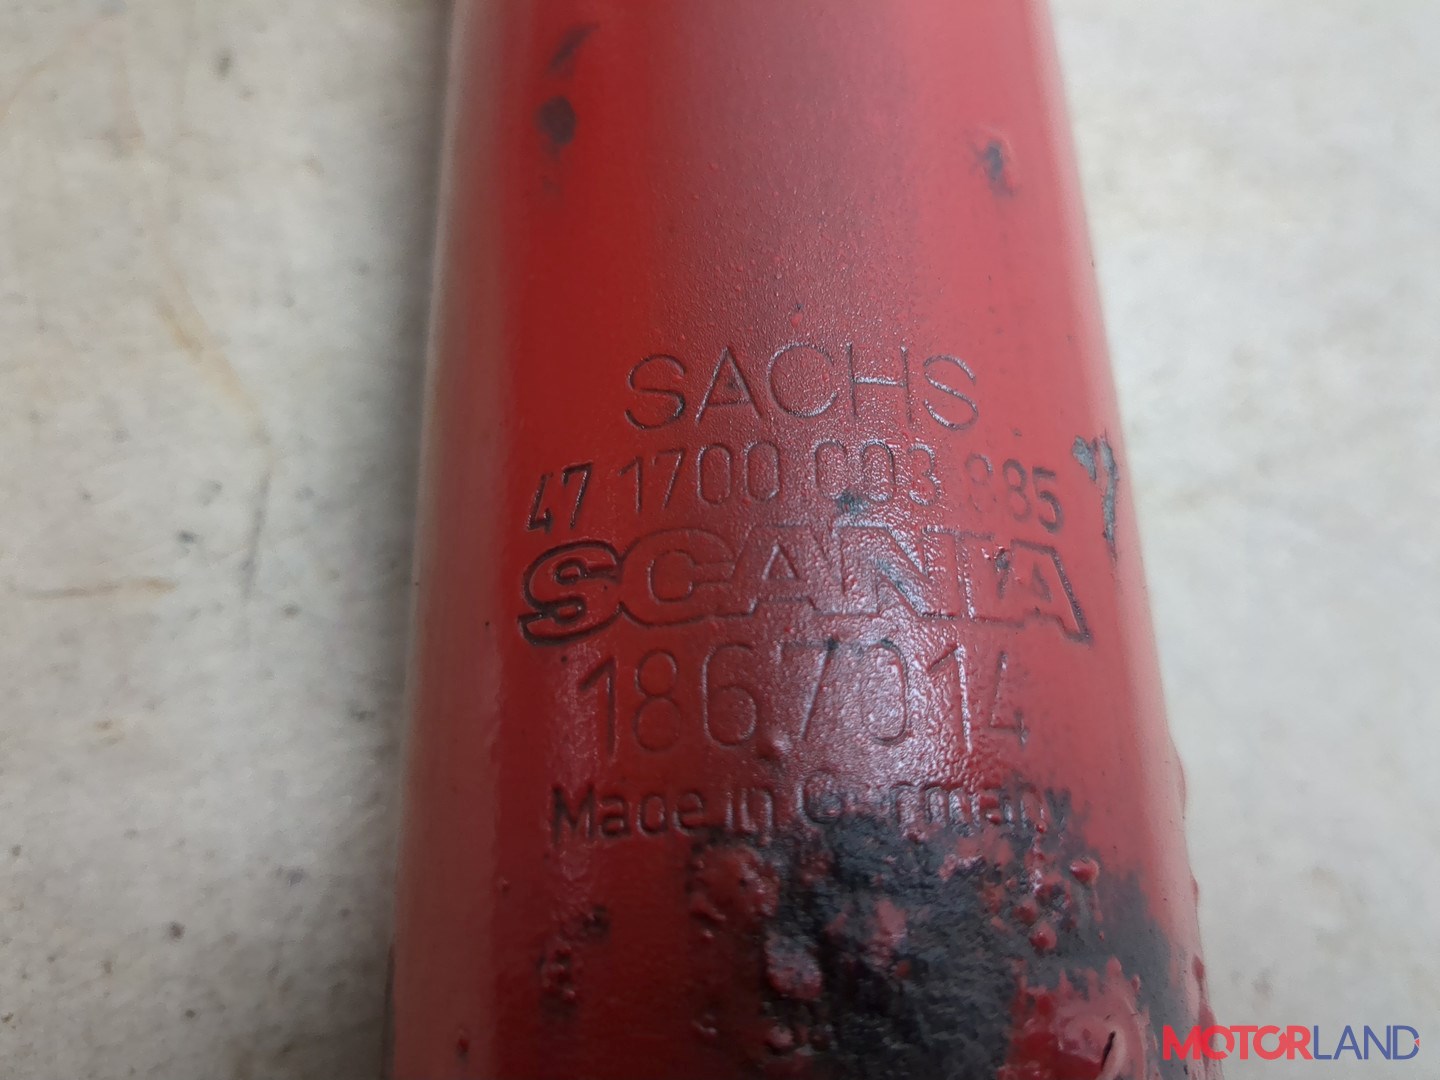 SACHS
47 1700 003 885
SCANIA
1867014
Made in Germany
MOTORLAND